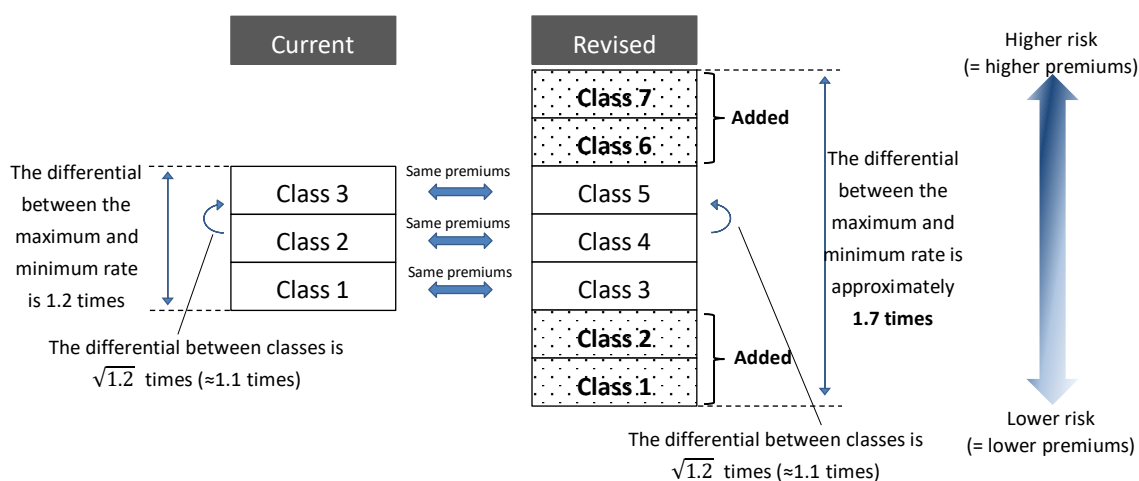 Current
Revised
Higher risk
(= higher premiums)
Class 7
Added
Class 6
The differential
between the
maximum and
minimum rate
is 1.2 times
Class 3
Same premiums
Class 5
Class 2
Same premiums
Class 4
Class 1
Same premiums
Class 3
The differential
between the
maximum and
minimum rate is
approximately
1.7 times
Class 2
Added
Class 1
The differential between classes is
√1.2 times (≈1.1 times)
The differential between classes is
√1.2 times (≈1.1 times)
Lower risk
(= lower premiums)